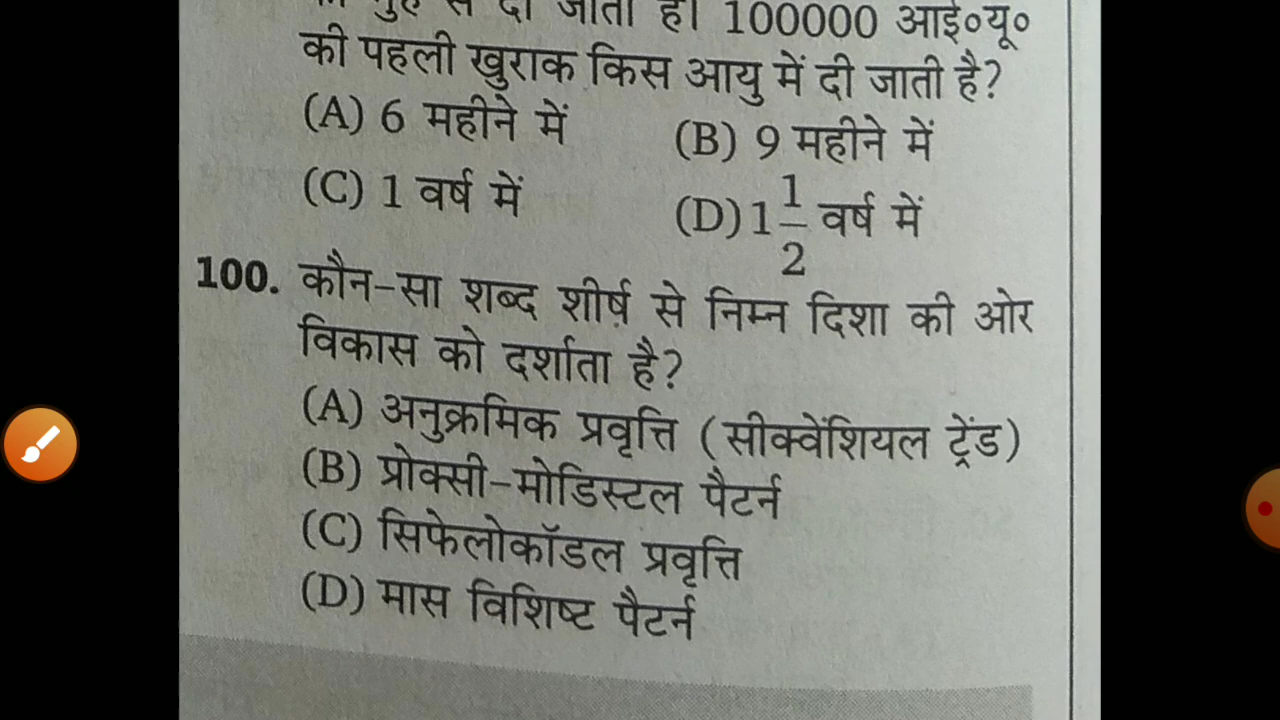 दी जाती है। 100000 आई०यू०
की पहली खुराक किस आयु में दी जाती है?
(A) 6 महीने में (B) 9 महीने में
(C) 1 वर्ष में (D) 1 1/2 वर्ष में
100. कौन-सा शब्द शीर्ष से निम्न दिशा की ओर
विकास को दर्शाता है?
(A) अनुक्रमिक प्रवृत्ति (सीक्वेंशियल ट्रेंड)
(B) प्रोक्सी-मोडिस्टल पैटर्न
(C) सिफेलोकॉडल प्रवृत्ति
(D) मास विशिष्ट पैटर्न